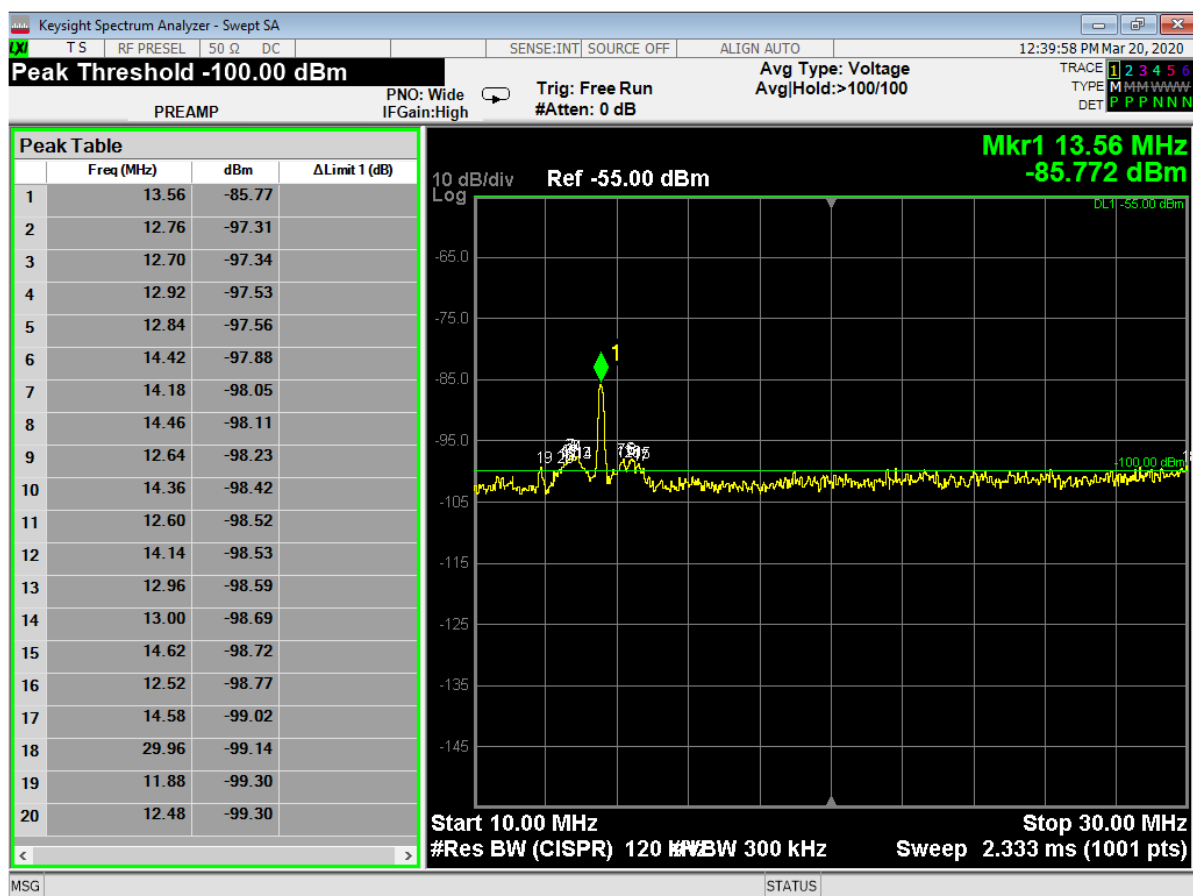 Keysight Spectrum Analyzer - Swept SA
LXI T S RF PRESEL 50 Ω DC SENSE:INT SOURCE OFF ALIGN AUTO 12:39:58 PM Mar 20, 2020
Peak Threshold -100.00 dBm
PREAMP
PNO: Wide
IFGain:High
Trig: Free Run
#Atten: 0 dB
Avg Type: Voltage
Avg|Hold:>100/100
TRACE 1 2 3 4 5 6
TYPE M M M W W W
DET P P P N N N
Peak Table
Freq (MHz) dBm ΔLimit 1 (dB)
1 13.56 -85.77
2 12.76 -97.31
3 12.70 -97.34
4 12.92 -97.53
5 12.84 -97.56
6 14.42 -97.88
7 14.18 -98.05
8 14.46 -98.11
9 12.64 -98.23
10 14.36 -98.42
11 12.60 -98.52
12 14.14 -98.53
13 12.96 -98.59
14 13.00 -98.69
15 14.62 -98.72
16 12.52 -98.77
17 14.58 -99.02
18 29.96 -99.14
19 11.88 -99.30
20 12.48 -99.30
Mkr1 13.56 MHz
-85.772 dBm
10 dB/div Ref -55.00 dBm
Log
DL1 -55.00 dBm
-65.0
-75.0
1
-85.0
-95.0
19
-100.00 dBm
-105
-115
-125
-135
-145
Start 10.00 MHz
Stop 30.00 MHz
#Res BW (CISPR) 120 kHz
#VBW 300 kHz
Sweep 2.333 ms (1001 pts)
MSG
STATUS